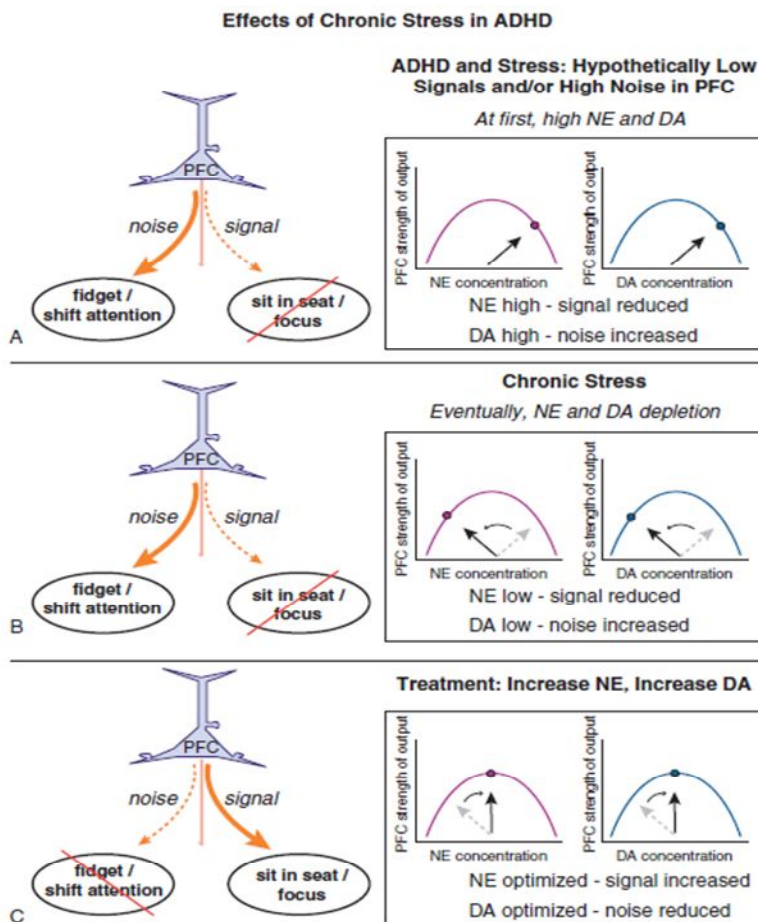 Effects of Chronic Stress in ADHD
PFC
noise
signal
fidget /
shift attention
sit in seat /
focus
A
ADHD and Stress: Hypothetically Low
Signals and/or High Noise in PFC
At first, high NE and DA
PFC strength of output
NE concentration
PFC strength of output
DA concentration
NE high - signal reduced
DA high - noise increased
PFC
noise
signal
fidget /
shift attention
sit in seat /
focus
B
Chronic Stress
Eventually, NE and DA depletion
PFC strength of output
NE concentration
PFC strength of output
DA concentration
NE low - signal reduced
DA low - noise increased
PFC
noise
signal
fidget /
shift attention
sit in seat /
focus
C
Treatment: Increase NE, Increase DA
PFC strength of output
NE concentration
PFC strength of output
DA concentration
NE optimized - signal increased
DA optimized - noise reduced